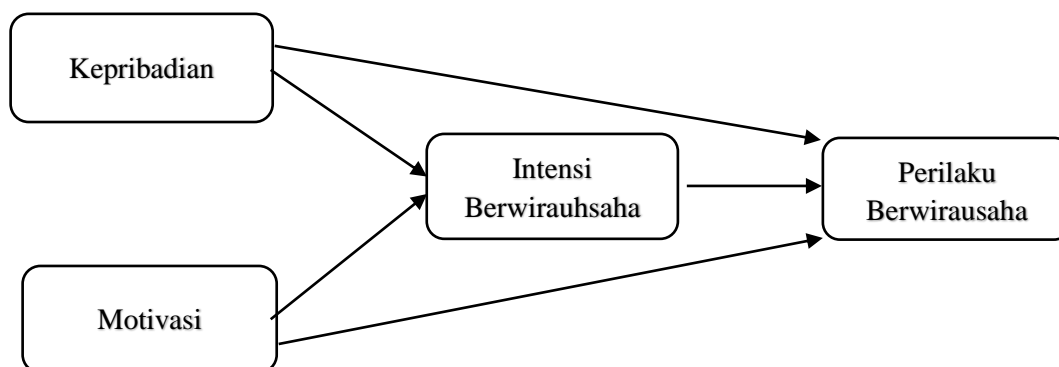 Kepribadian
Intensi
Berwirauhsaha
Perilaku
Berwirausaha
Motivasi